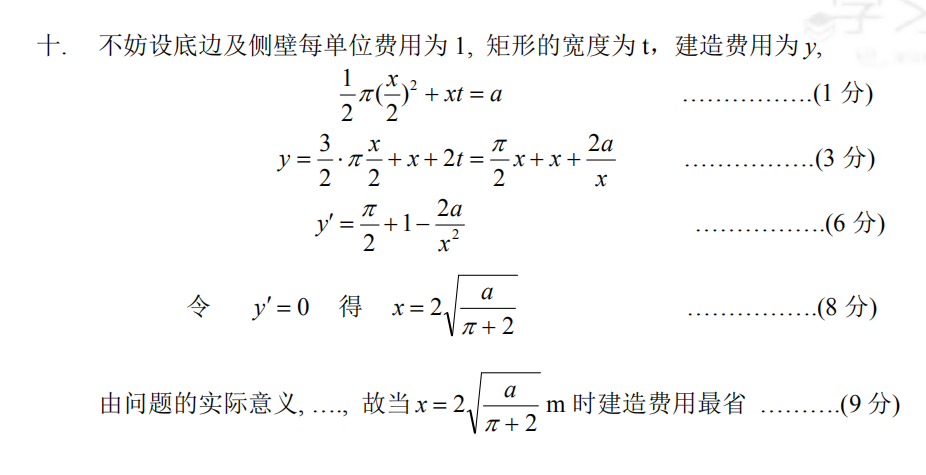 十. 不妨设底边及侧壁每单位费用为 1, 矩形的宽度为 t，建造费用为 y,
$\frac{1}{2}\pi(\frac{x}{2})^2 + xt = a$ …………….(1 分)
$y = \frac{3}{2} \cdot \pi\frac{x}{2} + x + 2t = \frac{\pi}{2}x + x + \frac{2a}{x}$ …………….(3 分)
$y' = \frac{\pi}{2} + 1 - \frac{2a}{x^2}$ …………….(6 分)
令 $y' = 0$ 得 $x = 2\sqrt{\frac{a}{\pi + 2}}$ …………….(8 分)
由问题的实际意义, …., 故当 $x = 2\sqrt{\frac{a}{\pi + 2}}$ m 时建造费用最省 ……….(9 分)